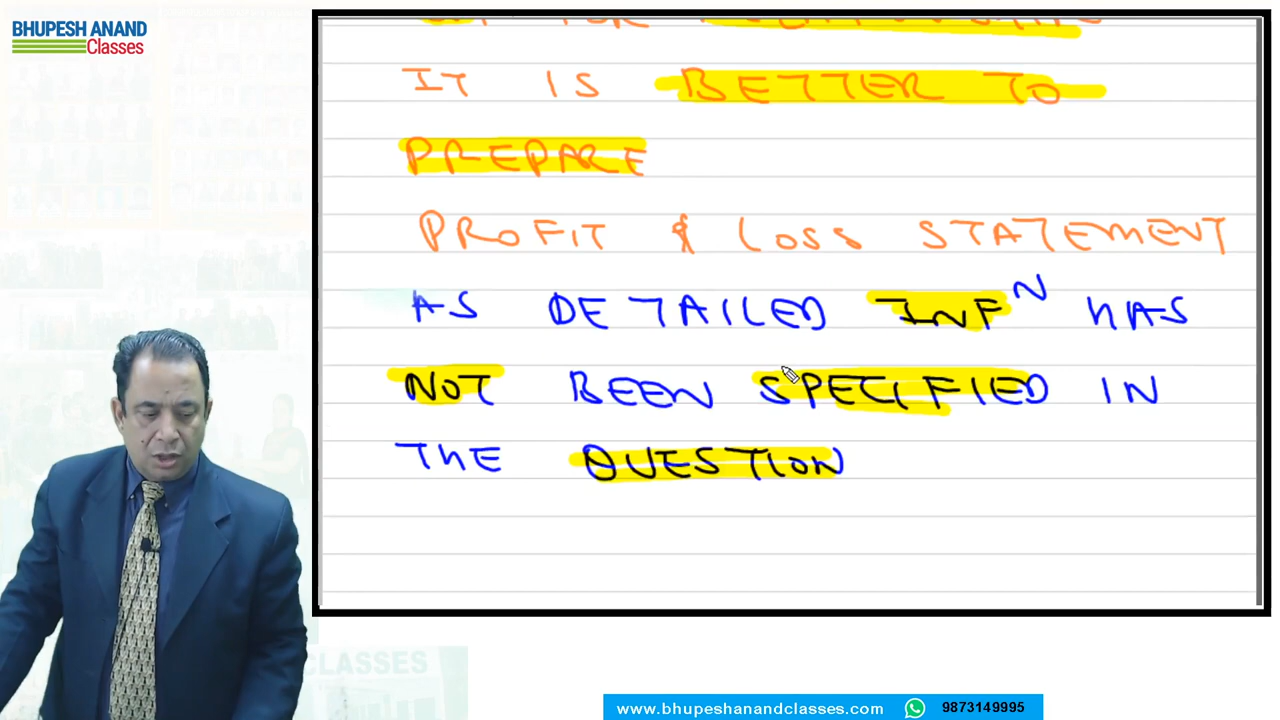 BHUPESH ANAND
Classes
IT IS BETTER TO
PREPARE
PROFIT & LOSS STATEMENT
AS DETAILED INFN HAS
NOT BEEN SPECIFIED IN
THE QUESTION
CLASSES
www.bhupeshanandclasses.com 9873149995